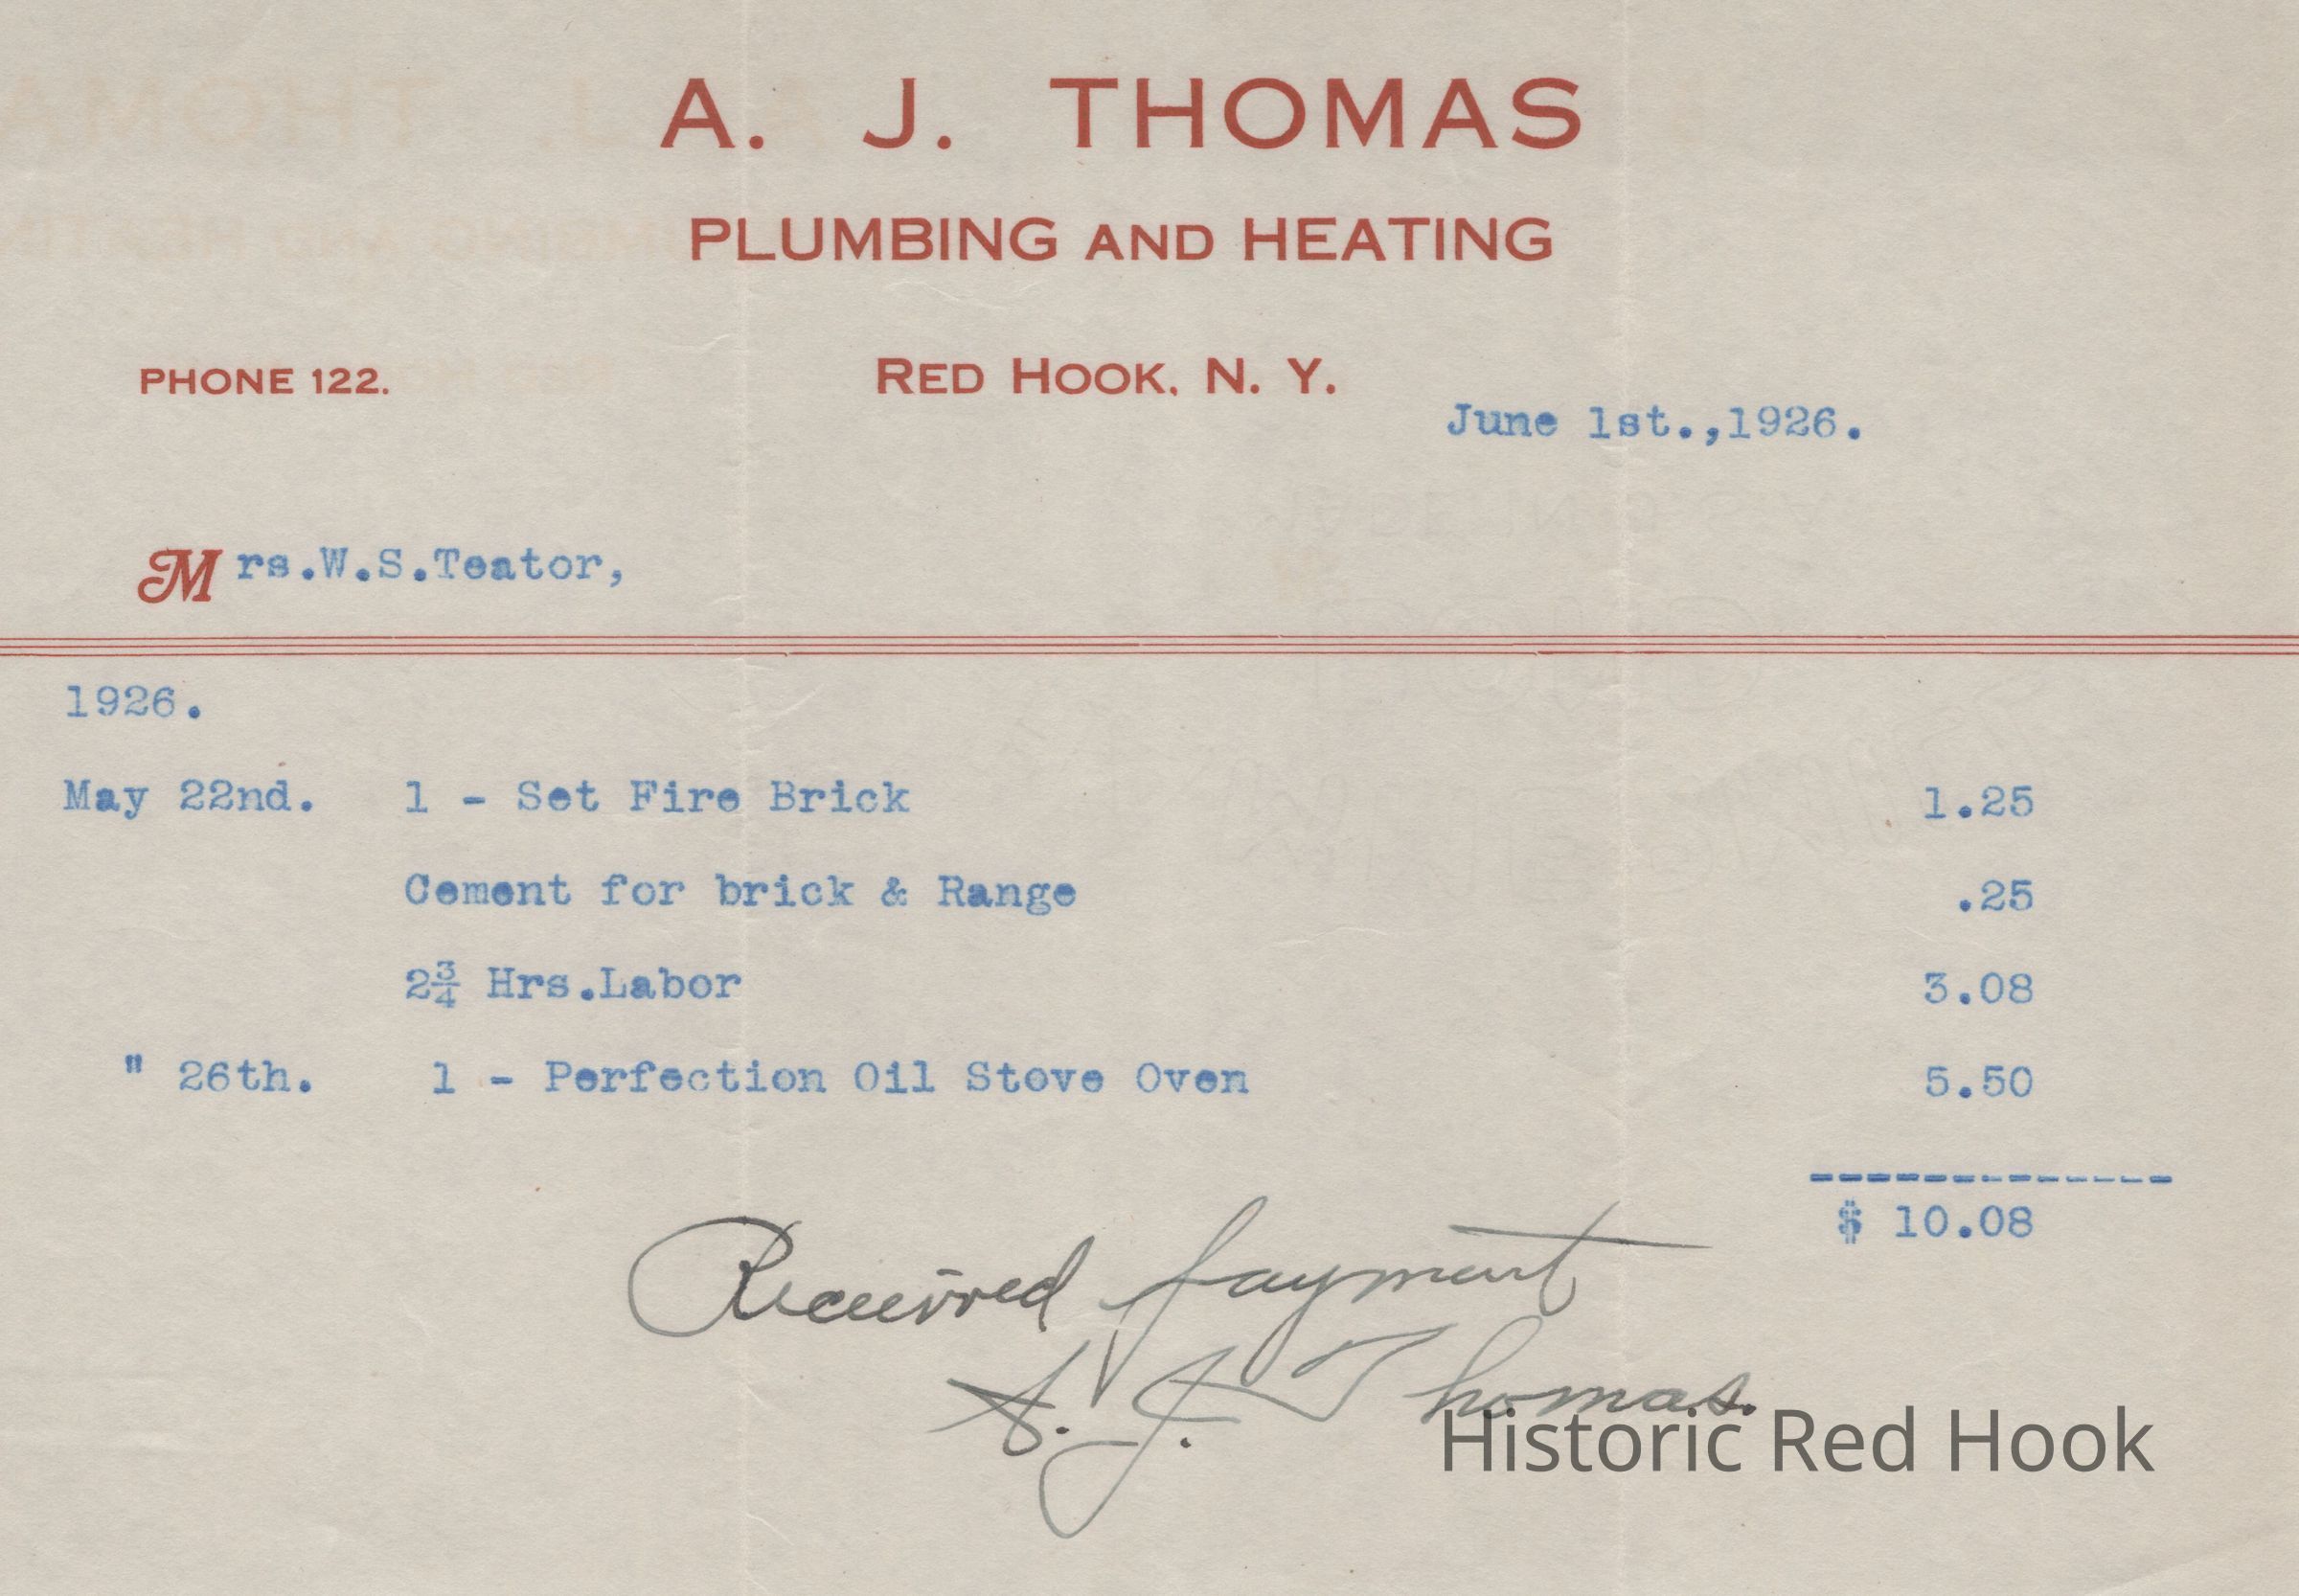 A. J. THOMAS
PLUMBING AND HEATING
PHONE 122.
RED HOOK, N. Y.
June 1st.,1926.
Mrs.W.S.Teator,
1926.
May 22nd. 1 - Set Fire Brick 1.25
Cement for brick & Range .25
2¾ Hrs.Labor 3.08
" 26th. 1 - Perfection Oil Stove Oven 5.50
-------------
$ 10.08
Received payment
A. J. Thomas.
Historic Red Hook